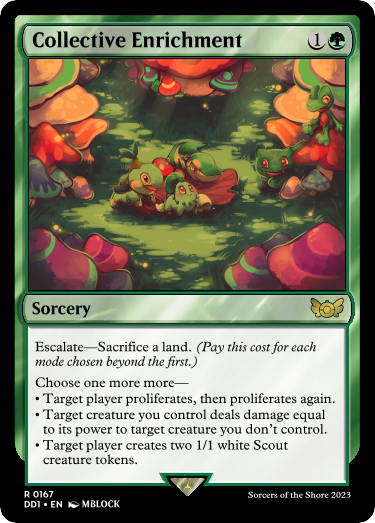 Collective Enrichment 1
Sorcery
Escalate—Sacrifice a land. (Pay this cost for each
mode chosen beyond the first.)
Choose one more more—
• Target player proliferates, then proliferates again.
• Target creature you control deals damage equal
to its power to target creature you don't control.
• Target player creates two 1/1 white Scout
creature tokens.
R 0167
DD1 • EN MBLOCK
Sorcers of the Shore 2023